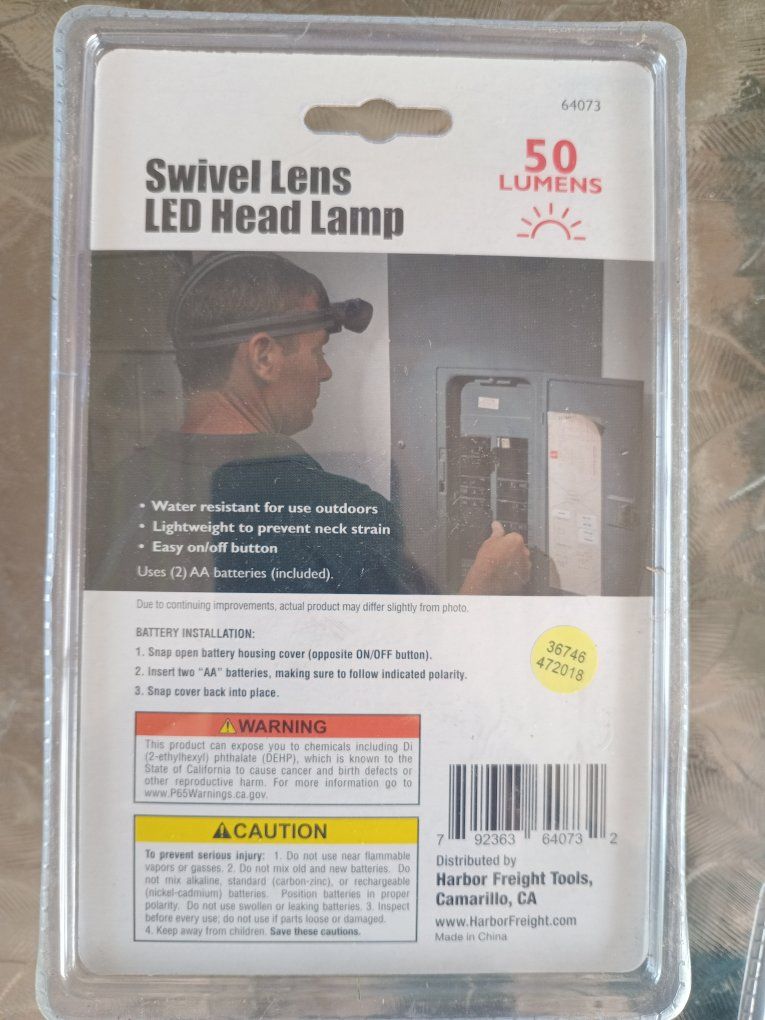 64073
Swivel Lens
LED Head Lamp
50
LUMENS
• Water resistant for use outdoors
• Lightweight to prevent neck strain
• Easy on/off button
Uses (2) AA batteries (included).
Due to continuing improvements, actual product may differ slightly from photo.
BATTERY INSTALLATION:
1. Snap open battery housing cover (opposite ON/OFF button).
2. Insert two “AA” batteries, making sure to follow indicated polarity.
3. Snap cover back into place.
36746
472018
WARNING
This product can expose you to chemicals including Di
(2-ethylhexyl) phthalate (DEHP), which is known to the
State of California to cause cancer and birth defects or
other reproductive harm. For more information go to
www.P65Warnings.ca.gov.
CAUTION
To prevent serious injury: 1. Do not use near flammable
vapors or gasses. 2. Do not mix old and new batteries. Do
not mix alkaline, standard (carbon-zinc), or rechargeable
(nickel-cadmium) batteries. Position batteries in proper
polarity. Do not use swollen or leaking batteries. 3. Inspect
before every use; do not use if parts loose or damaged.
4. Keep away from children. Save these cautions.
7 92363 64073 2
Distributed by
Harbor Freight Tools,
Camarillo, CA
www.HarborFreight.com
Made in China